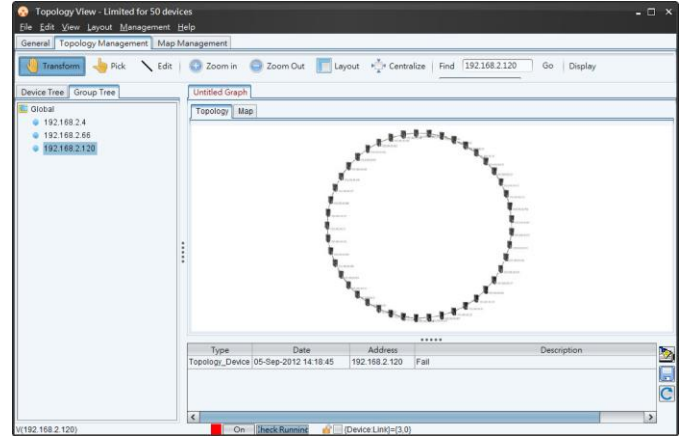 Topology View - Limited for 50 devices
File Edit View Layout Management Help
General Topology Management Map Management
Transform Pick Edit Zoom in Zoom Out Layout Centralize Find 192.168.2.120 Go Display
Device Tree Group Tree
Untitled Graph
Global
Topology Map
192.168.2.4
192.168.2.66
192.168.2.120
Type Date Address Description
Topology_Device 05-Sep-2012 14:18:45 192.168.2.120 Fail
V(192.168.2.120) On Check Running (Device:Link)=(3,0)